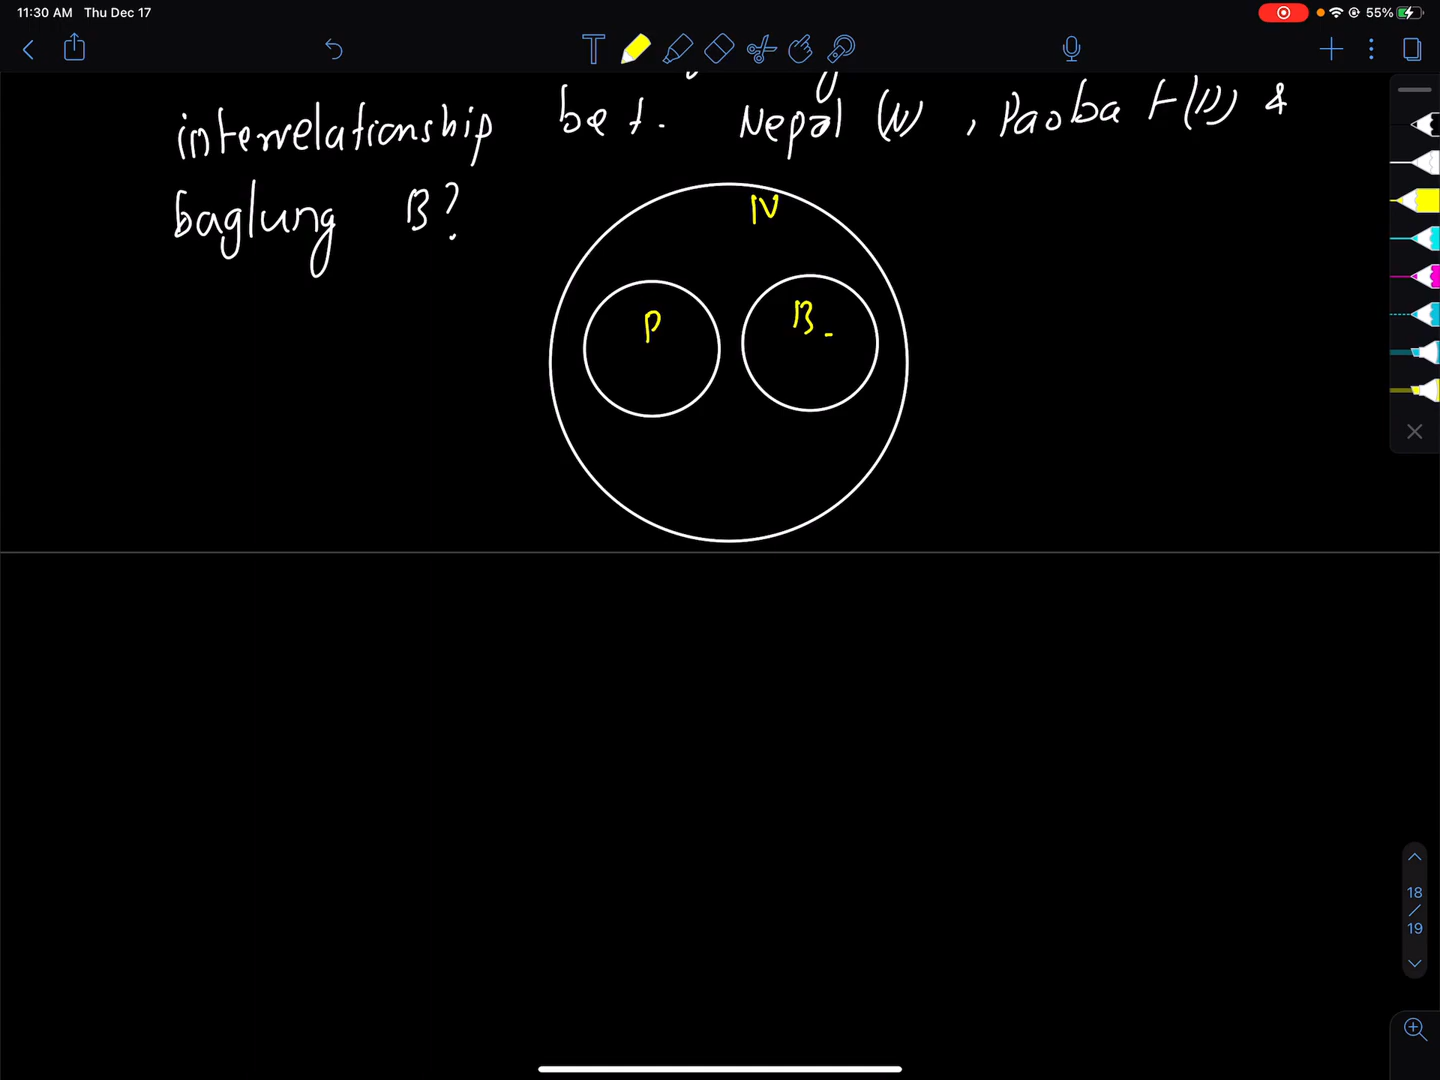 11:30 AM Thu Dec 17
55%
interrelationship bet. Nepal (N) , Paoba t(P) &
baglung B?
N
P
B
18
/
19